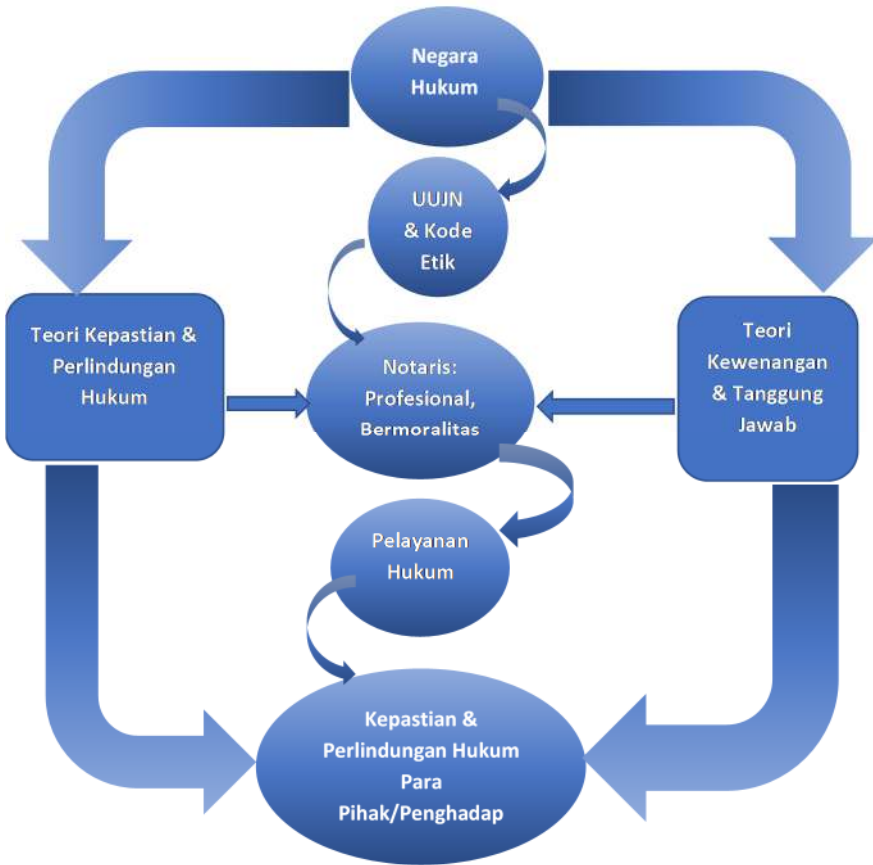 Negara
Hukum
UUJN
& Kode
Etik
Teori Kepastian &
Perlindungan
Hukum
Notaris:
Profesional,
Bermoralitas
Teori
Kewenangan
& Tanggung
Jawab
Pelayanan
Hukum
Kepastian &
Perlindungan Hukum
Para
Pihak/Penghadap